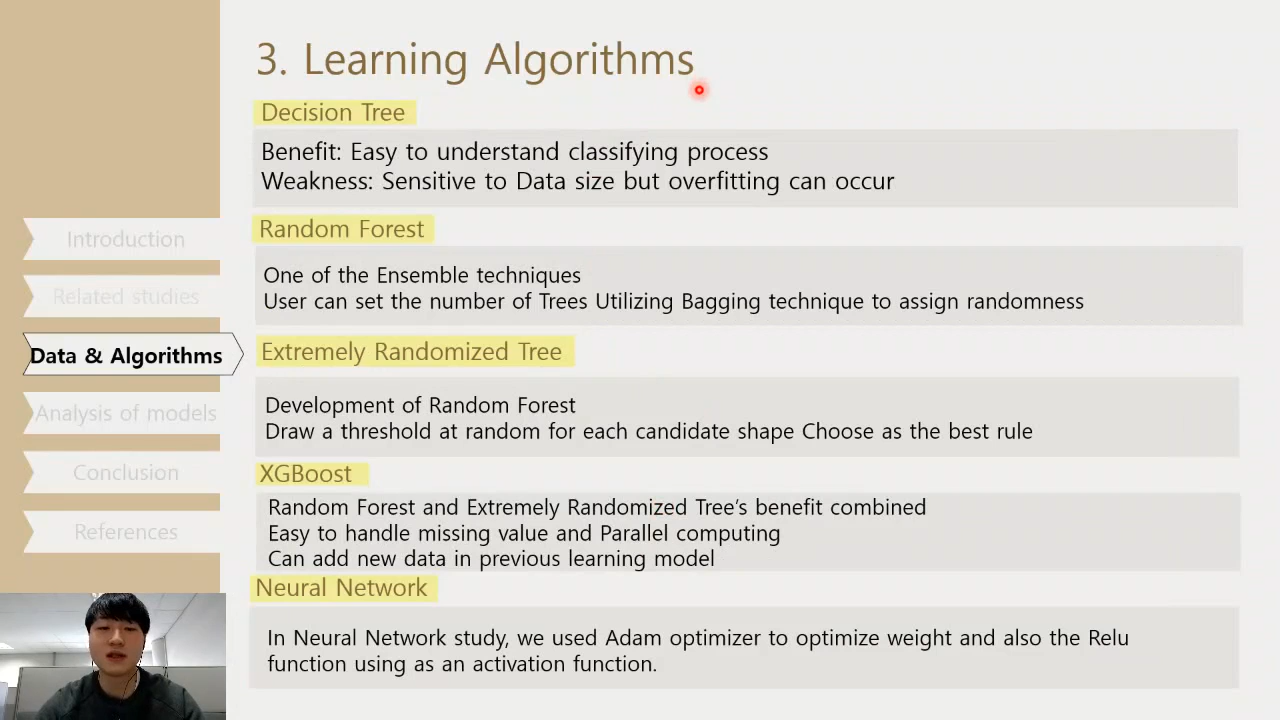 3. Learning Algorithms
Decision Tree
Benefit: Easy to understand classifying process
Weakness: Sensitive to Data size but overfitting can occur
Random Forest
One of the Ensemble techniques
User can set the number of Trees Utilizing Bagging technique to assign randomness
Extremely Randomized Tree
Development of Random Forest
Draw a threshold at random for each candidate shape Choose as the best rule
XGBoost
Random Forest and Extremely Randomized Tree’s benefit combined
Easy to handle missing value and Parallel computing
Can add new data in previous learning model
Neural Network
In Neural Network study, we used Adam optimizer to optimize weight and also the Relu
function using as an activation function.
Introduction
Related studies
Data & Algorithms
Analysis of models
Conclusion
References